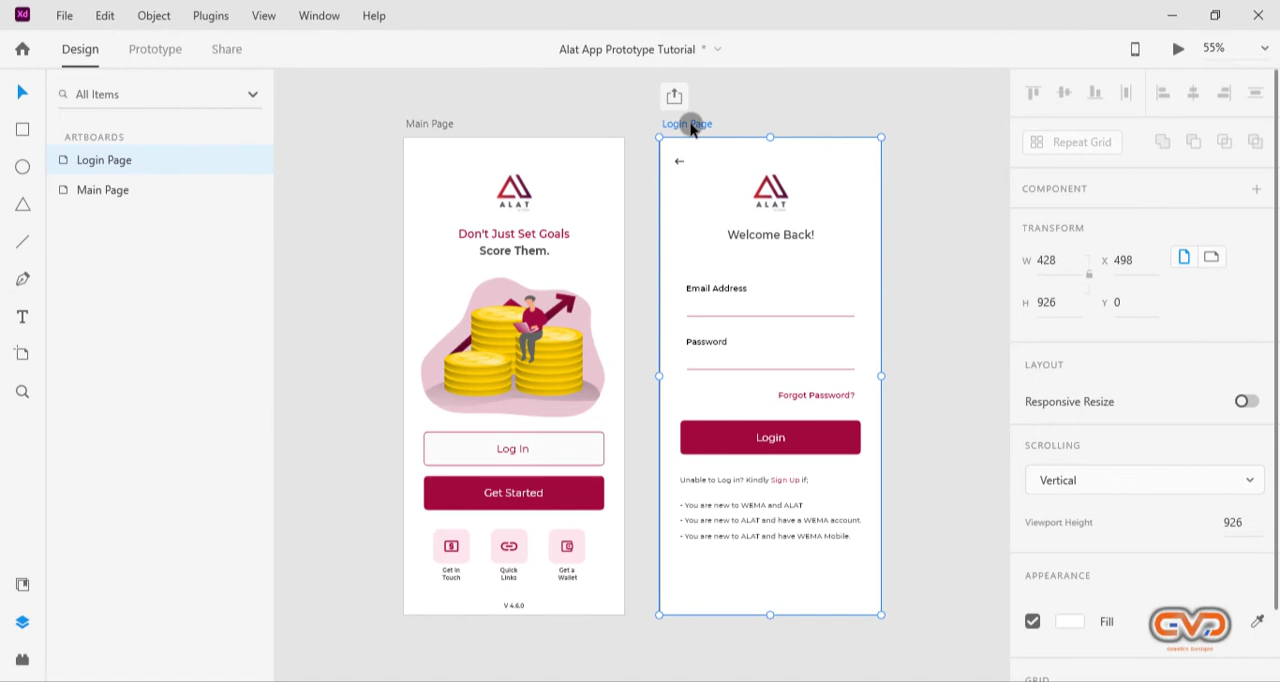 Xd File Edit Object Plugins View Window Help
Design Prototype Share
Alat App Prototype Tutorial *
55%
All Items
ARTBOARDS
Login Page
Main Page
Main Page
ALAT
Don't Just Set Goals
Score Them.
Log In
Get Started
Get In
Touch
Quick
Links
Get a
Wallet
V 4.6.0
Login Page
ALAT
Welcome Back!
Email Address
Password
Forgot Password?
Login
Unable to Log in? Kindly Sign Up if;
- You are new to WEMA and ALAT
- You are new to ALAT and have a WEMA account.
- You are new to ALAT and have WEMA Mobile.
Repeat Grid
COMPONENT
TRANSFORM
W 428 X 498
H 926 Y 0
LAYOUT
Responsive Resize
SCROLLING
Vertical
Viewport Height 926
APPEARANCE
Fill
GRID